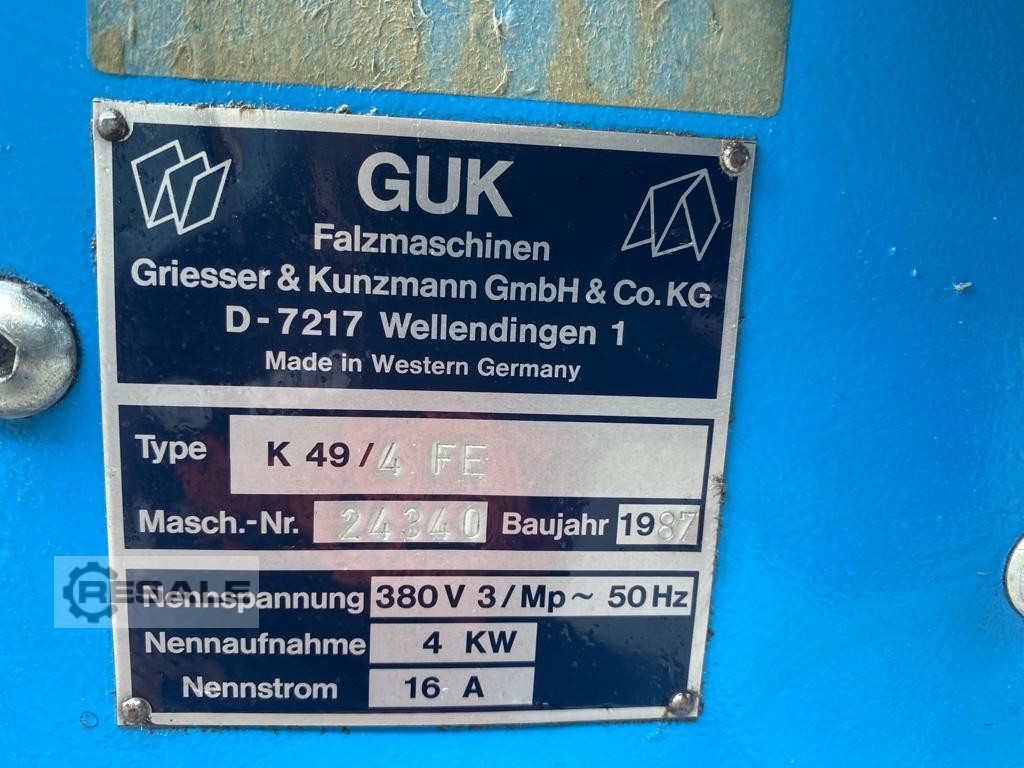 GUK
Falzmaschinen
Griesser & Kunzmann GmbH & Co. KG
D-7217 Wellendingen 1
Made in Western Germany
Type K 49/4 FE
Masch.-Nr. 24340 Baujahr 1987
RESALE
Nennspannung 380 V 3/Mp~ 50 Hz
Nennaufnahme 4 KW
Nennstrom 16 A